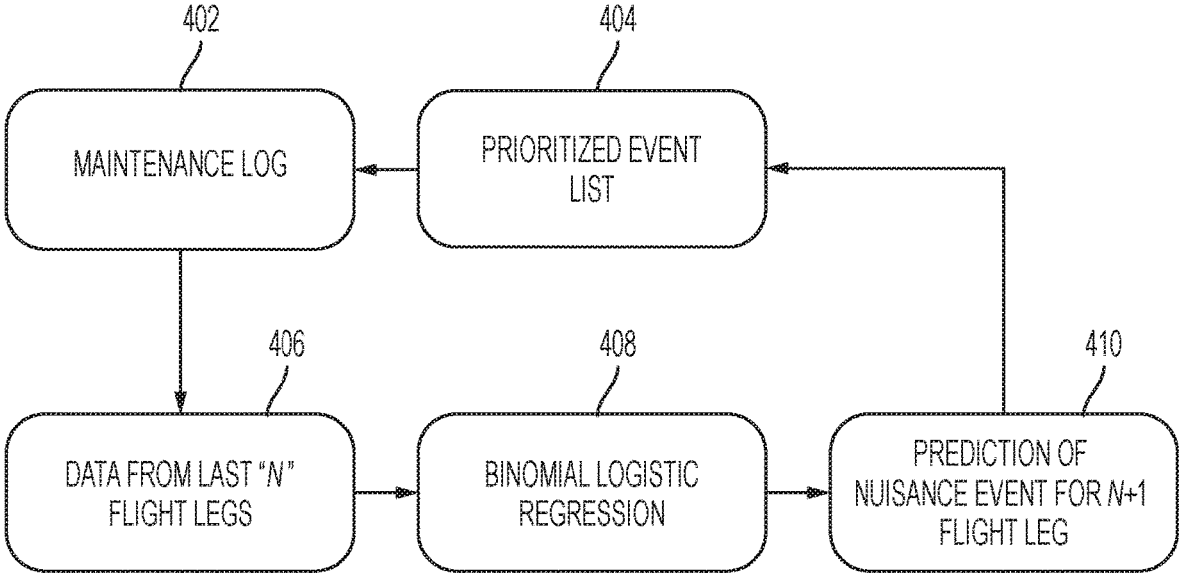 402
404
MAINTENANCE LOG
PRIORITIZED EVENT
LIST
406
408
410
DATA FROM LAST “N”
FLIGHT LEGS
BINOMIAL LOGISTIC
REGRESSION
PREDICTION OF
NUISANCE EVENT FOR N+1
FLIGHT LEG